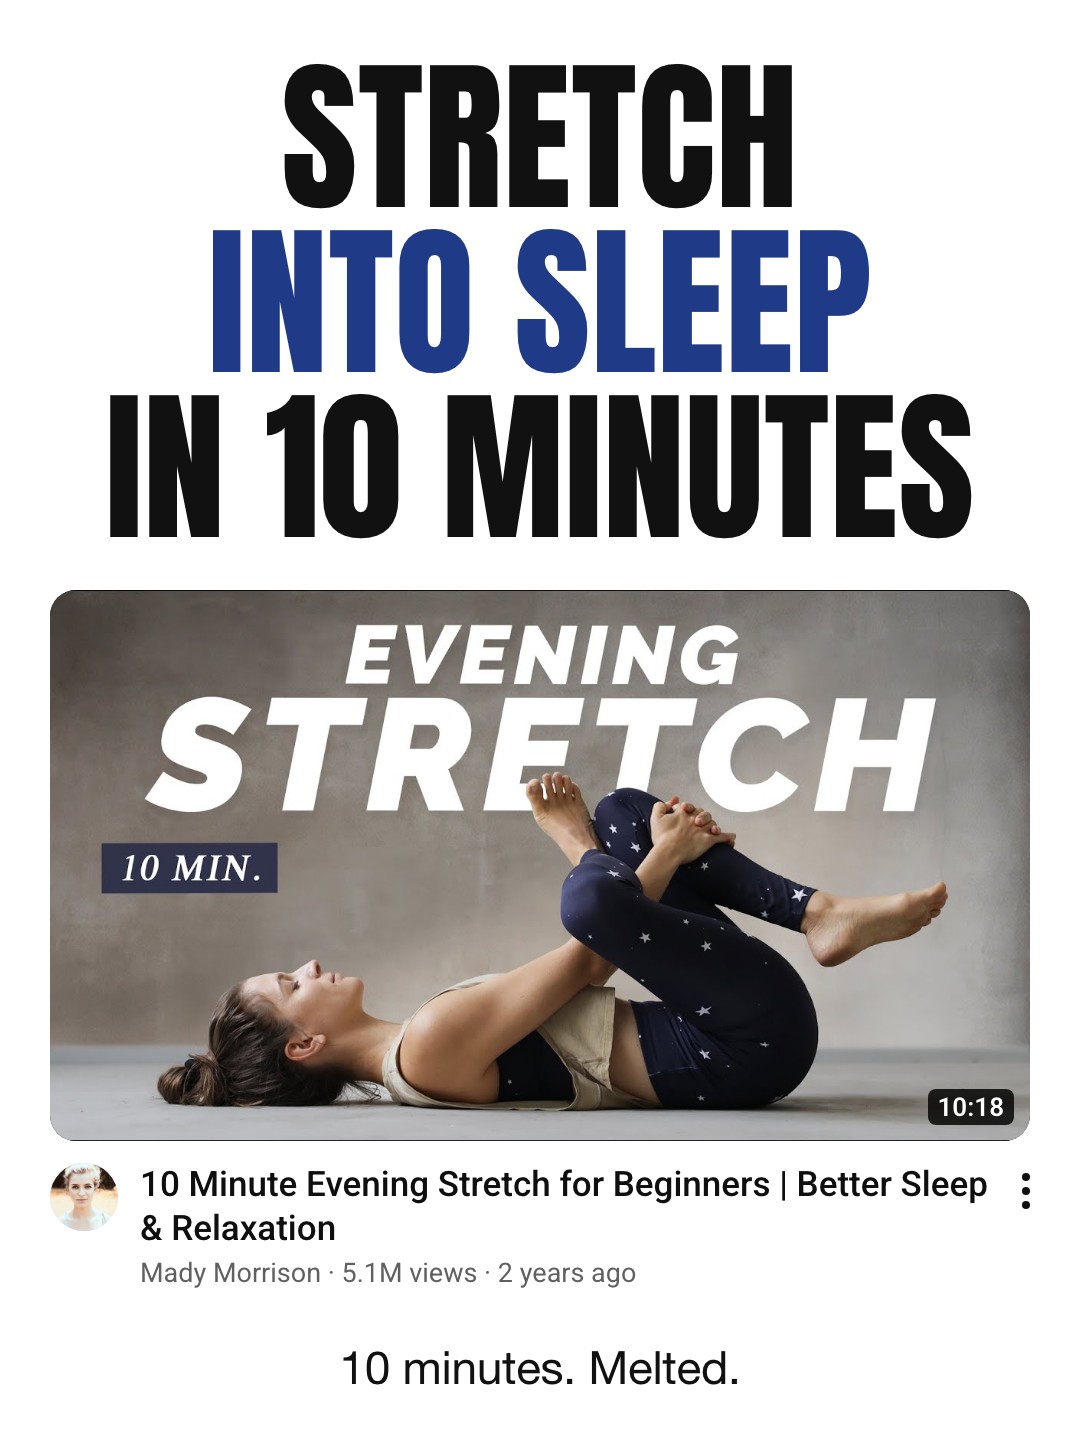 STRETCH
INTO SLEEP
IN 10 MINUTES
EVENING
STRETCH
10 MIN.
10:18
10 Minute Evening Stretch for Beginners | Better Sleep
& Relaxation
Mady Morrison · 5.1M views · 2 years ago
10 minutes. Melted.